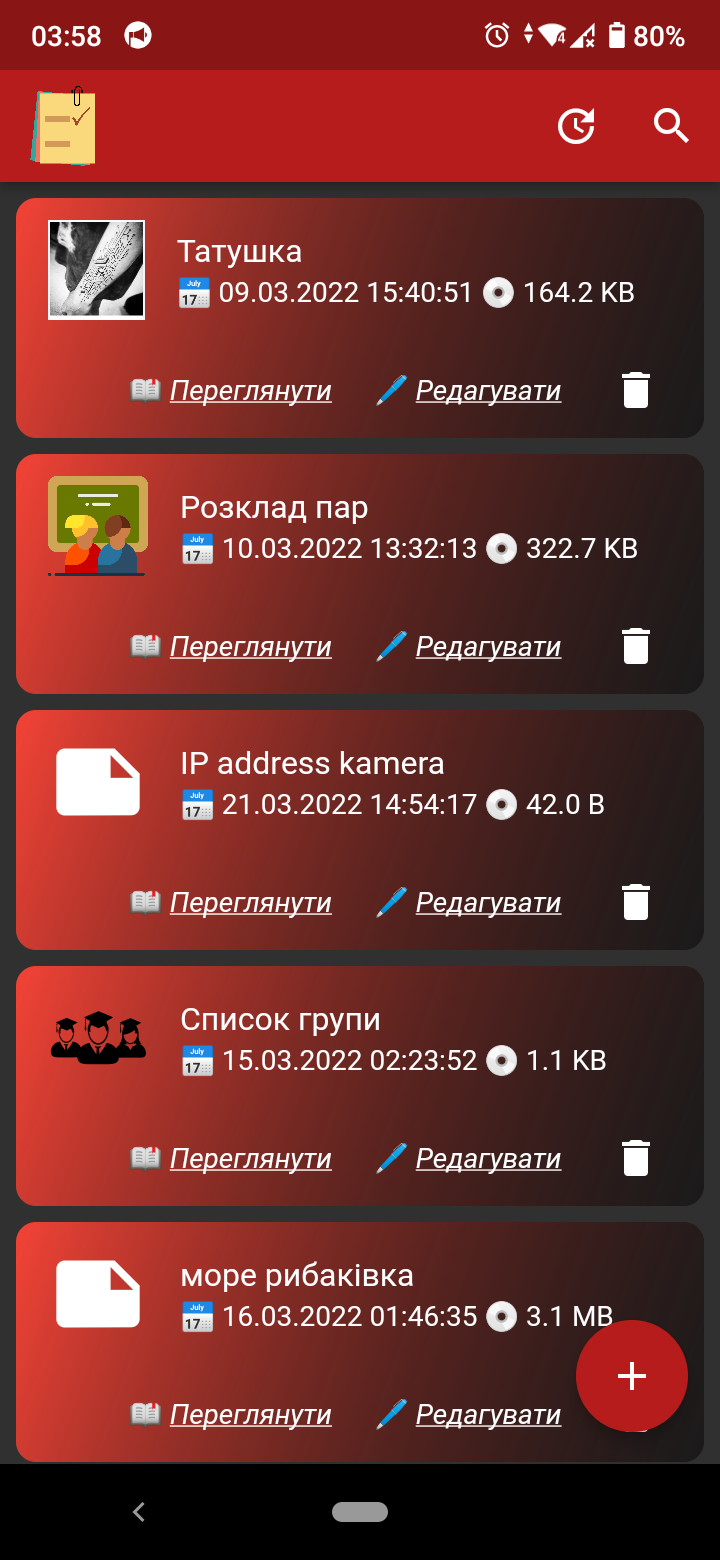 03:58
4
80%
Татушка
July 17 09.03.2022 15:40:51 164.2 KB
Переглянути Редагувати
Розклад пар
July 17 10.03.2022 13:32:13 322.7 KB
Переглянути Редагувати
IP address kamera
July 17 21.03.2022 14:54:17 42.0 B
Переглянути Редагувати
Список групи
July 17 15.03.2022 02:23:52 1.1 KB
Переглянути Редагувати
море рибаківка
July 17 16.03.2022 01:46:35 3.1 MB
Переглянути Редагувати